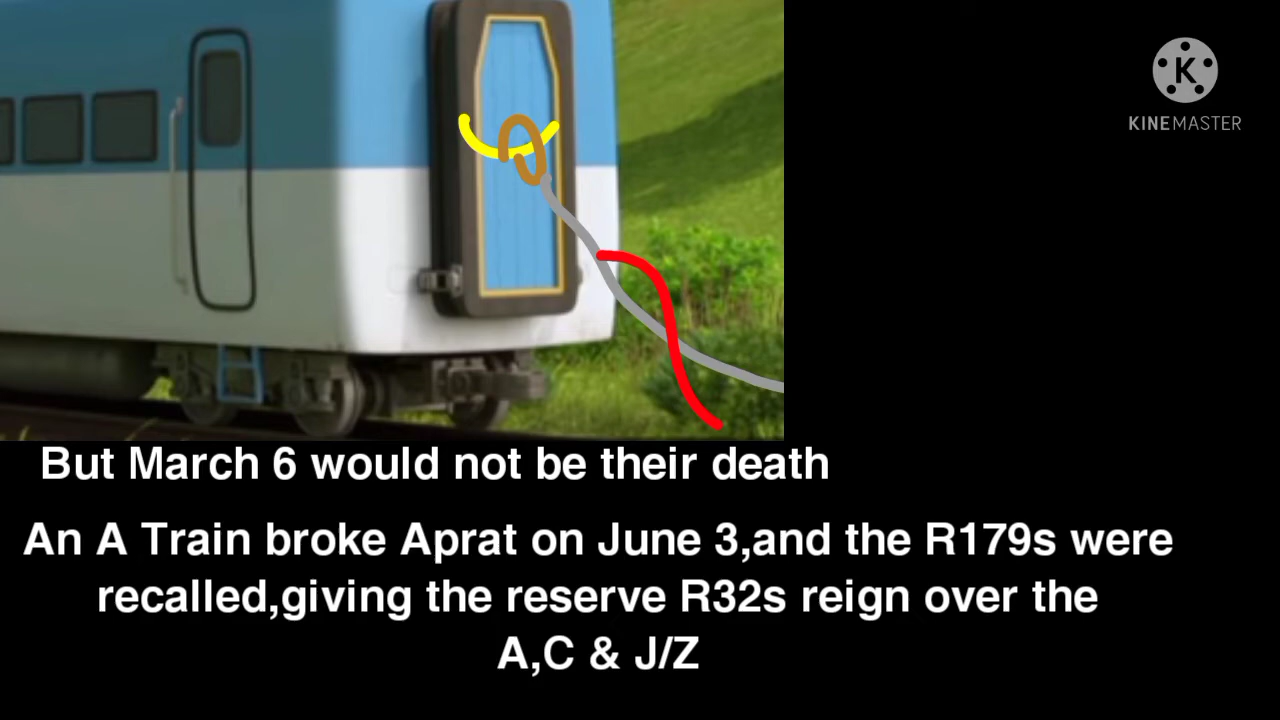 KINEMASTER
But March 6 would not be their death
An A Train broke Aprat on June 3,and the R179s were
recalled,giving the reserve R32s reign over the
A,C & J/Z